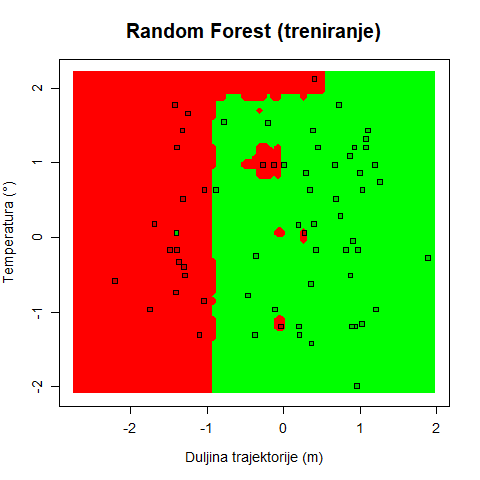 Random Forest (treniranje)
Temperatura (°)
2
1
0
-1
-2
-2 -1 0 1 2
Duljina trajektorije (m)